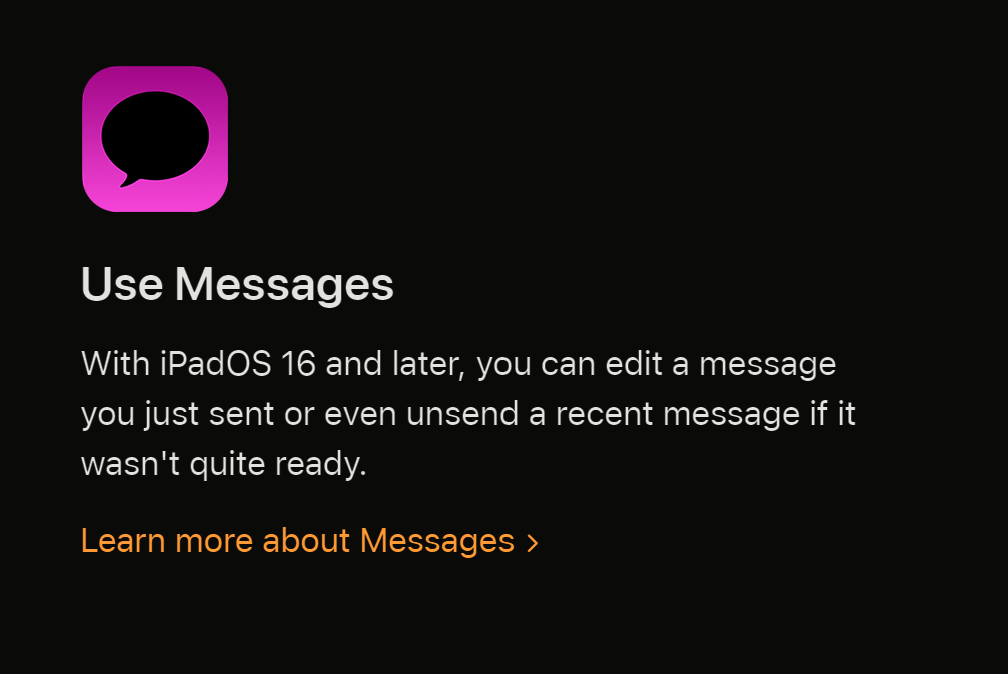 Use Messages
With iPadOS 16 and later, you can edit a message
you just sent or even unsend a recent message if it
wasn't quite ready.
Learn more about Messages >